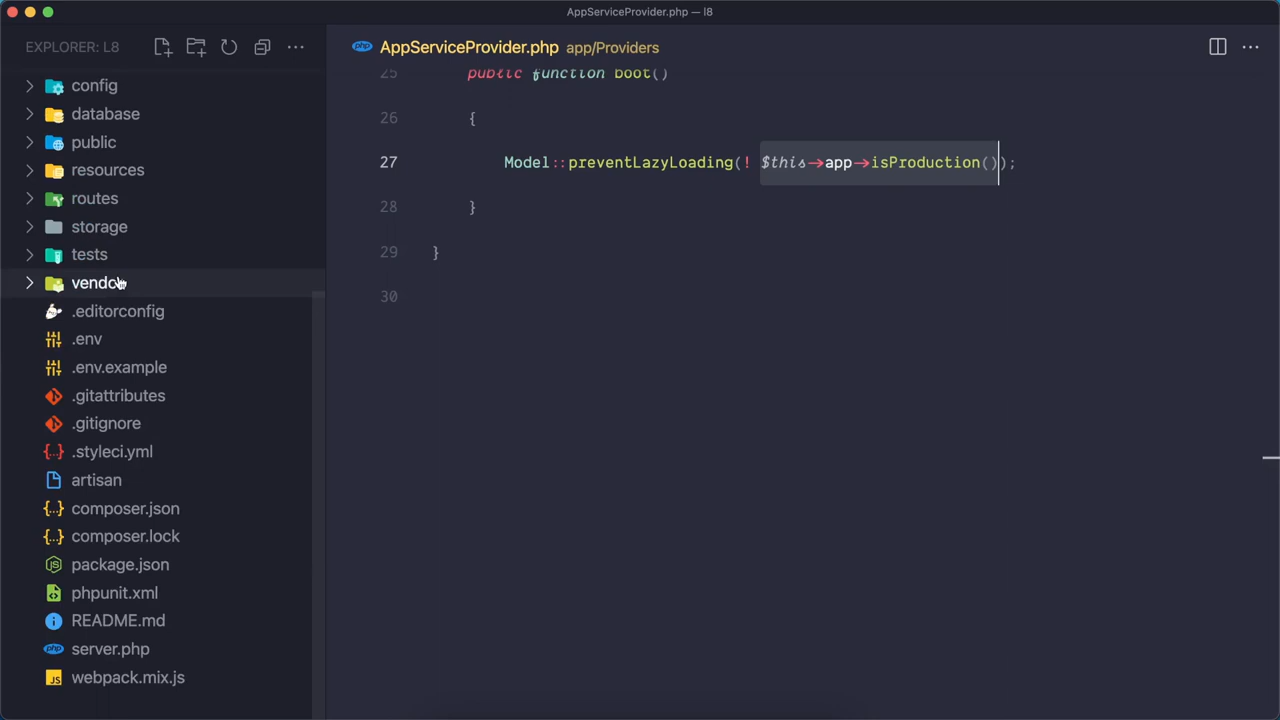 AppServiceProvider.php — l8
EXPLORER: L8
config
database
public
resources
routes
storage
tests
vendor
.editorconfig
.env
.env.example
.gitattributes
.gitignore
.styleci.yml
artisan
composer.json
composer.lock
package.json
phpunit.xml
README.md
server.php
webpack.mix.js
AppServiceProvider.php app/Providers
25 public function boot()
26 {
27 Model::preventLazyLoading(! $this->app->isProduction());
28 }
29 }
30